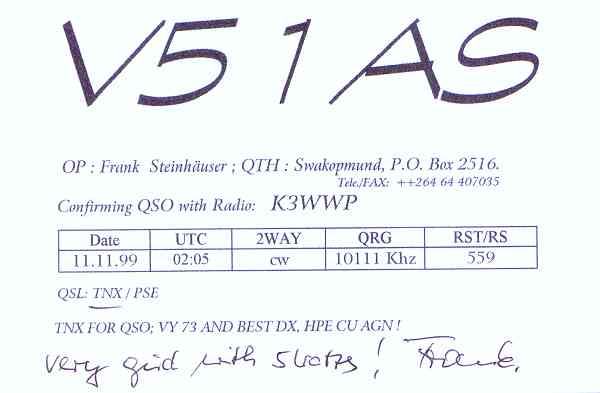 V51AS
OP : Frank Steinhäuser ; QTH : Swakopmund, P.O. Box 2516.
Tele./FAX: ++264 64 407035
Confirming QSO with Radio: K3WWP
Date UTC 2WAY QRG RST/RS
11.11.99 02:05 cw 10111 Khz 559
QSL: TNX / PSE
TNX FOR QSO; VY 73 AND BEST DX, HPE CU AGN !
very gud with 5 Watts ! Frank.